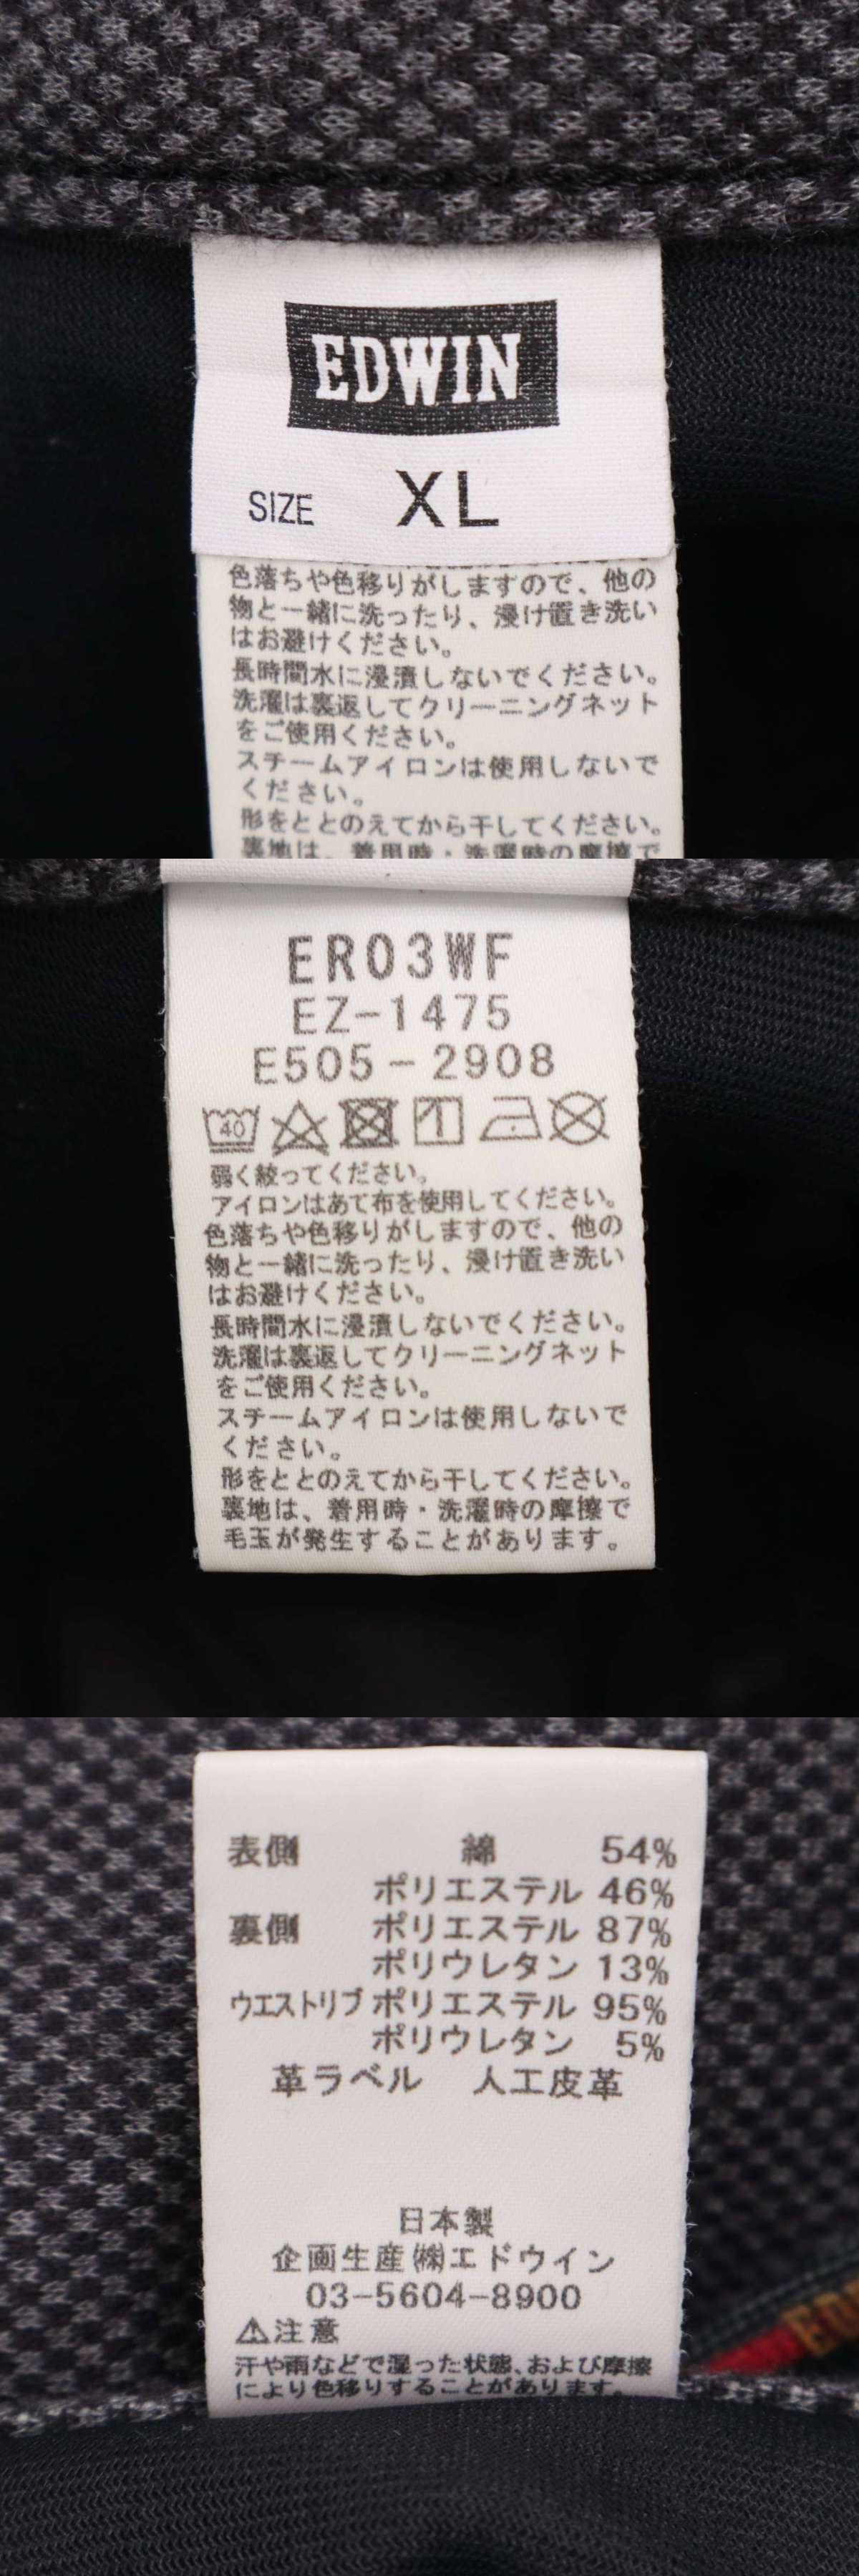 EDWIN
SIZE XL
色落ちや色移りがしますので、他の
物と一緒に洗ったり、浸け置き洗い
はお避けください。
長時間水に浸漬しないでください。
洗濯は裏返してクリーニングネット
をご使用ください。
スチームアイロンは使用しないで
ください。
形をととのえてから干してください。
裏地は、着用時・洗濯時の摩擦で
ER03WF
EZ-1475
E505-2908
40
弱く絞ってください。
アイロンはあて布を使用してください。
色落ちや色移りがしますので、他の
物と一緒に洗ったり、浸け置き洗い
はお避けください。
長時間水に浸漬しないでください。
洗濯は裏返してクリーニングネット
をご使用ください。
スチームアイロンは使用しないで
ください。
形をととのえてから干してください。
裏地は、着用時・洗濯時の摩擦で
毛玉が発生することがあります。
表側 綿 54%
ポリエステル 46%
裏側 ポリエステル 87%
ポリウレタン 13%
ウエストリブ ポリエステル 95%
ポリウレタン 5%
革ラベル 人工皮革
日本製
企画生産㈱エドウイン
03-5604-8900
⚠注意
汗や雨などで湿った状態、および摩擦
により色移りすることがあります。